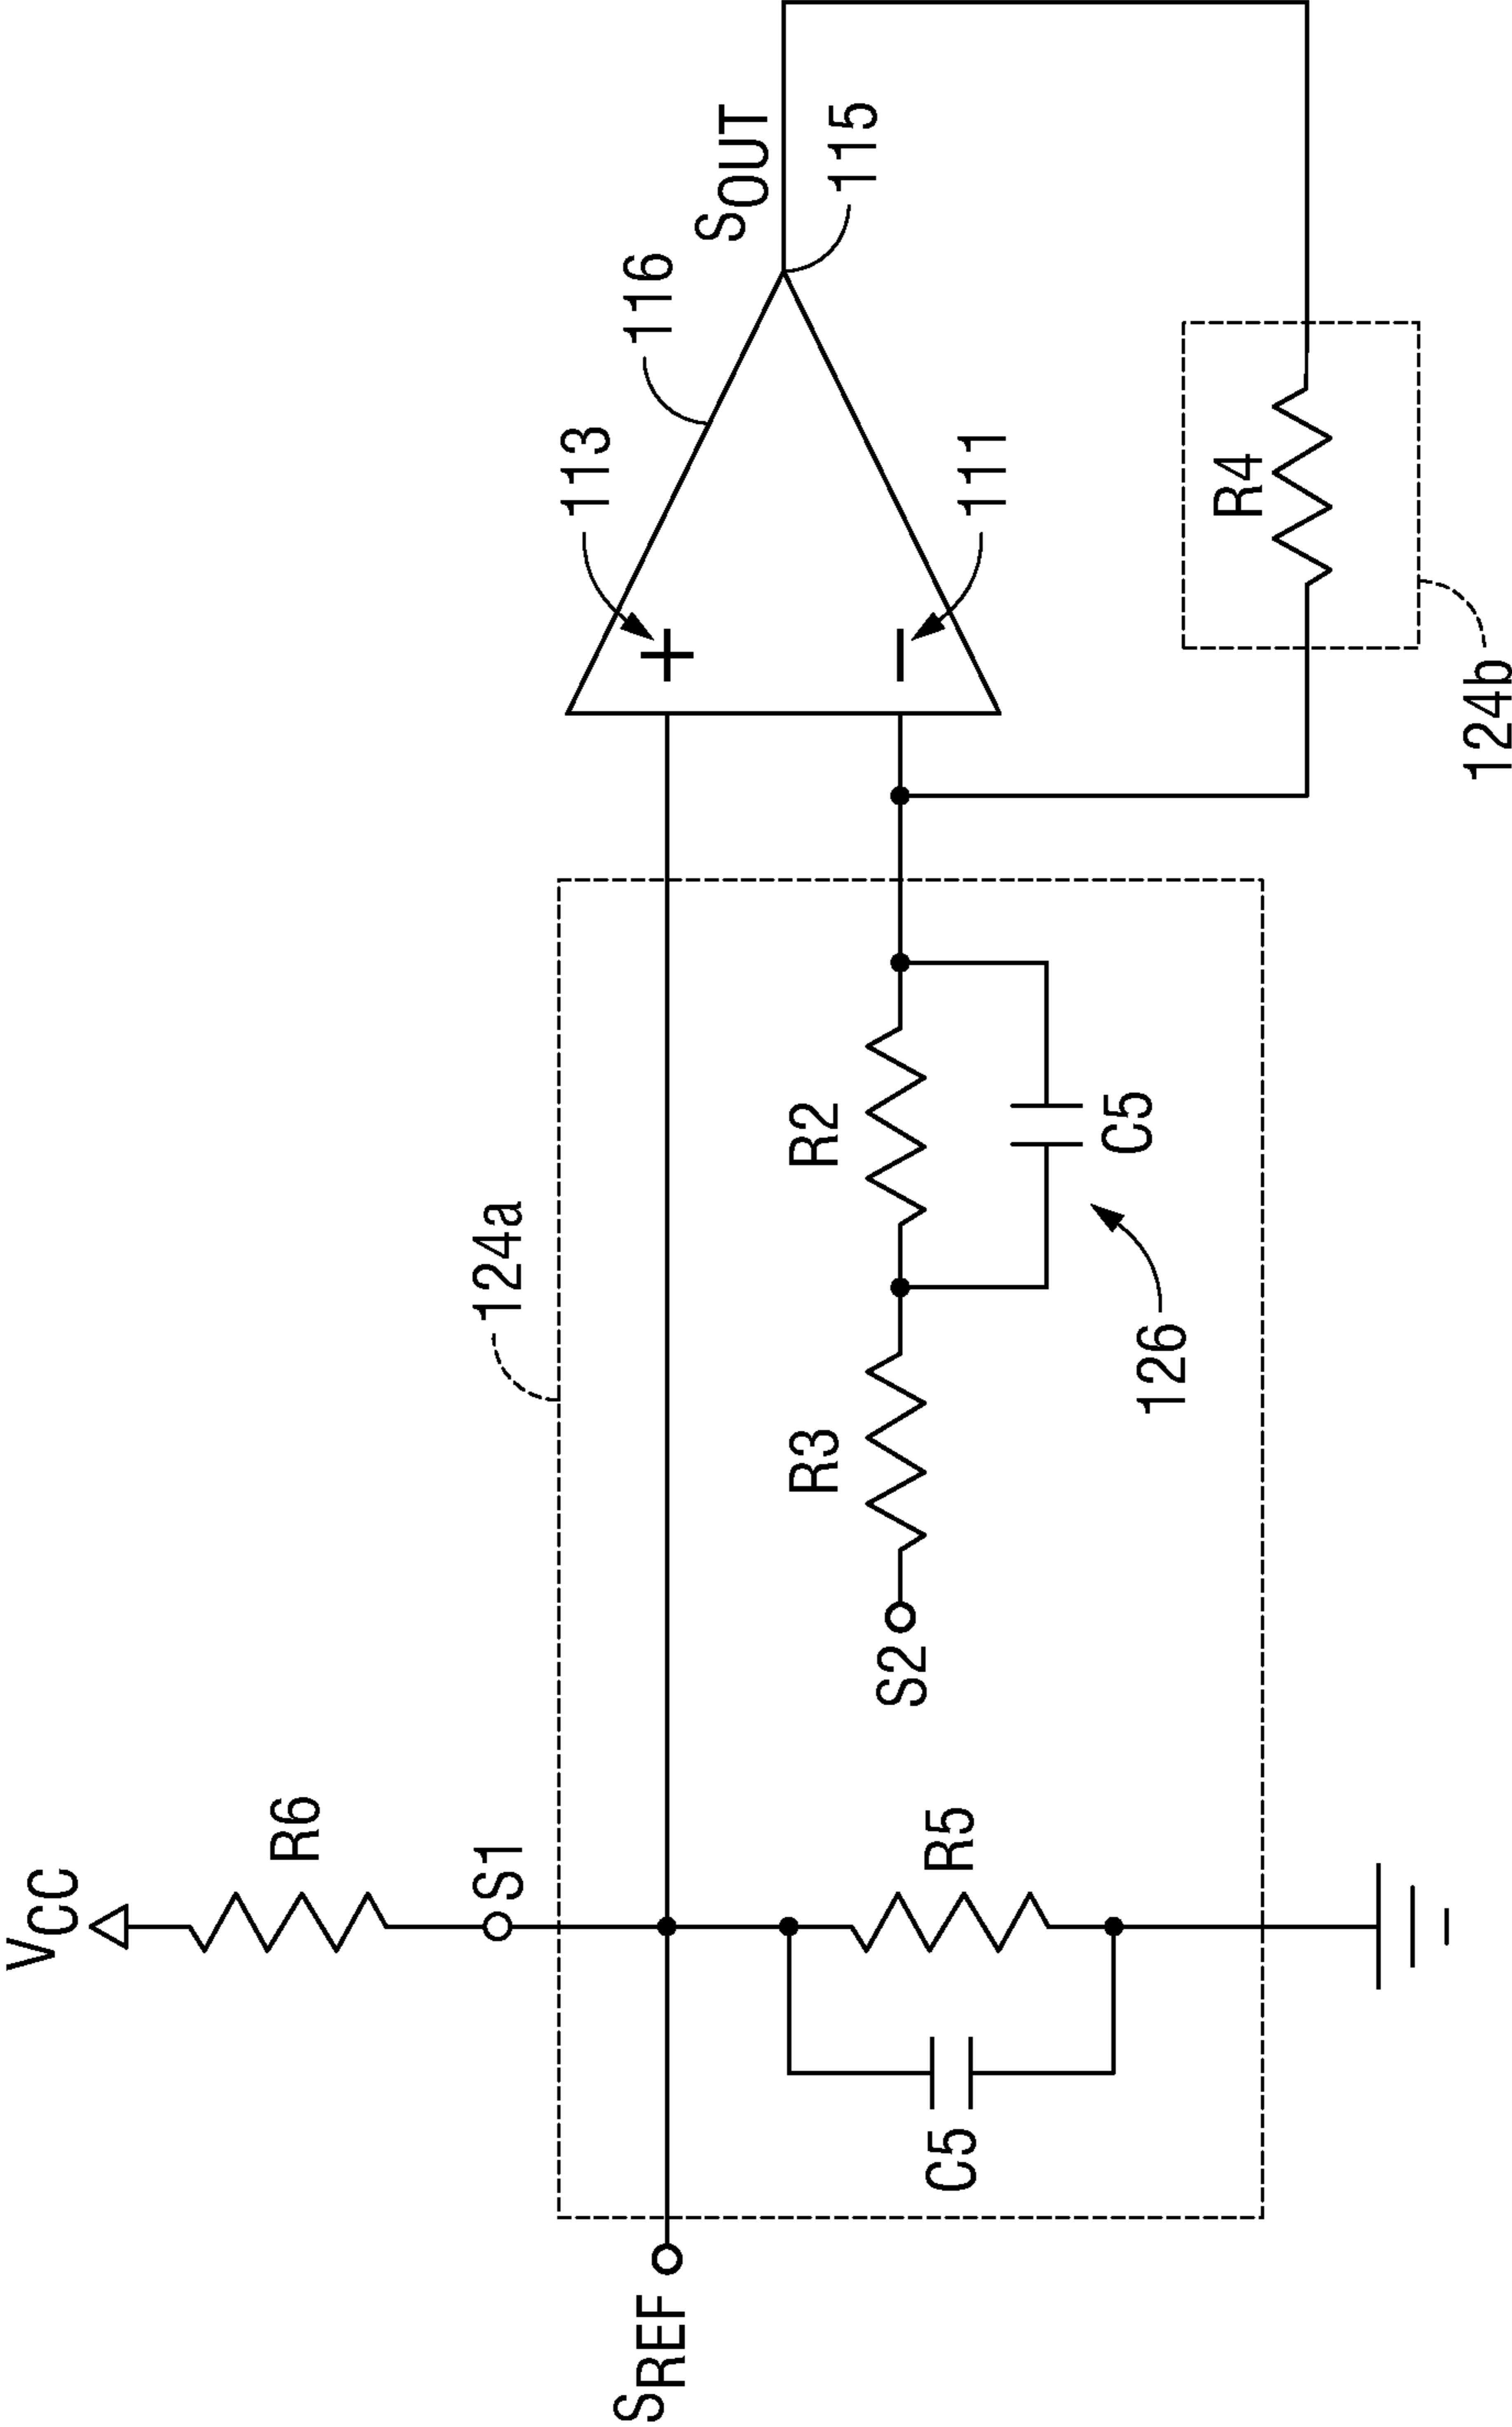 VCC
R6
S1
SREF
C5
R5
124a
S2
R3
R2
C5
126
113
116
SOUT
115
111
R4
124b